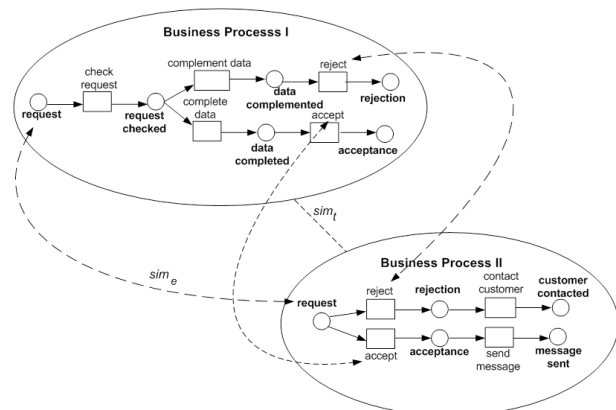 Business Processs I
complement data
reject
check
request
data
complemented
rejection
request
request
checked
complete
data
accept
data
completed
acceptance
sim_t
sim_e
Business Process II
request
reject
rejection
contact
customer
customer
contacted
accept
acceptance
send
message
message
sent